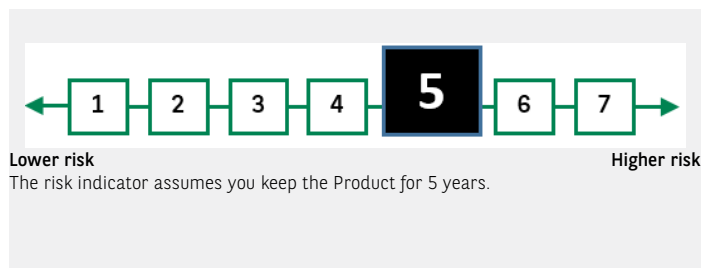 1 2 3 4 5 6 7
Lower risk Higher risk
The risk indicator assumes you keep the Product for 5 years.